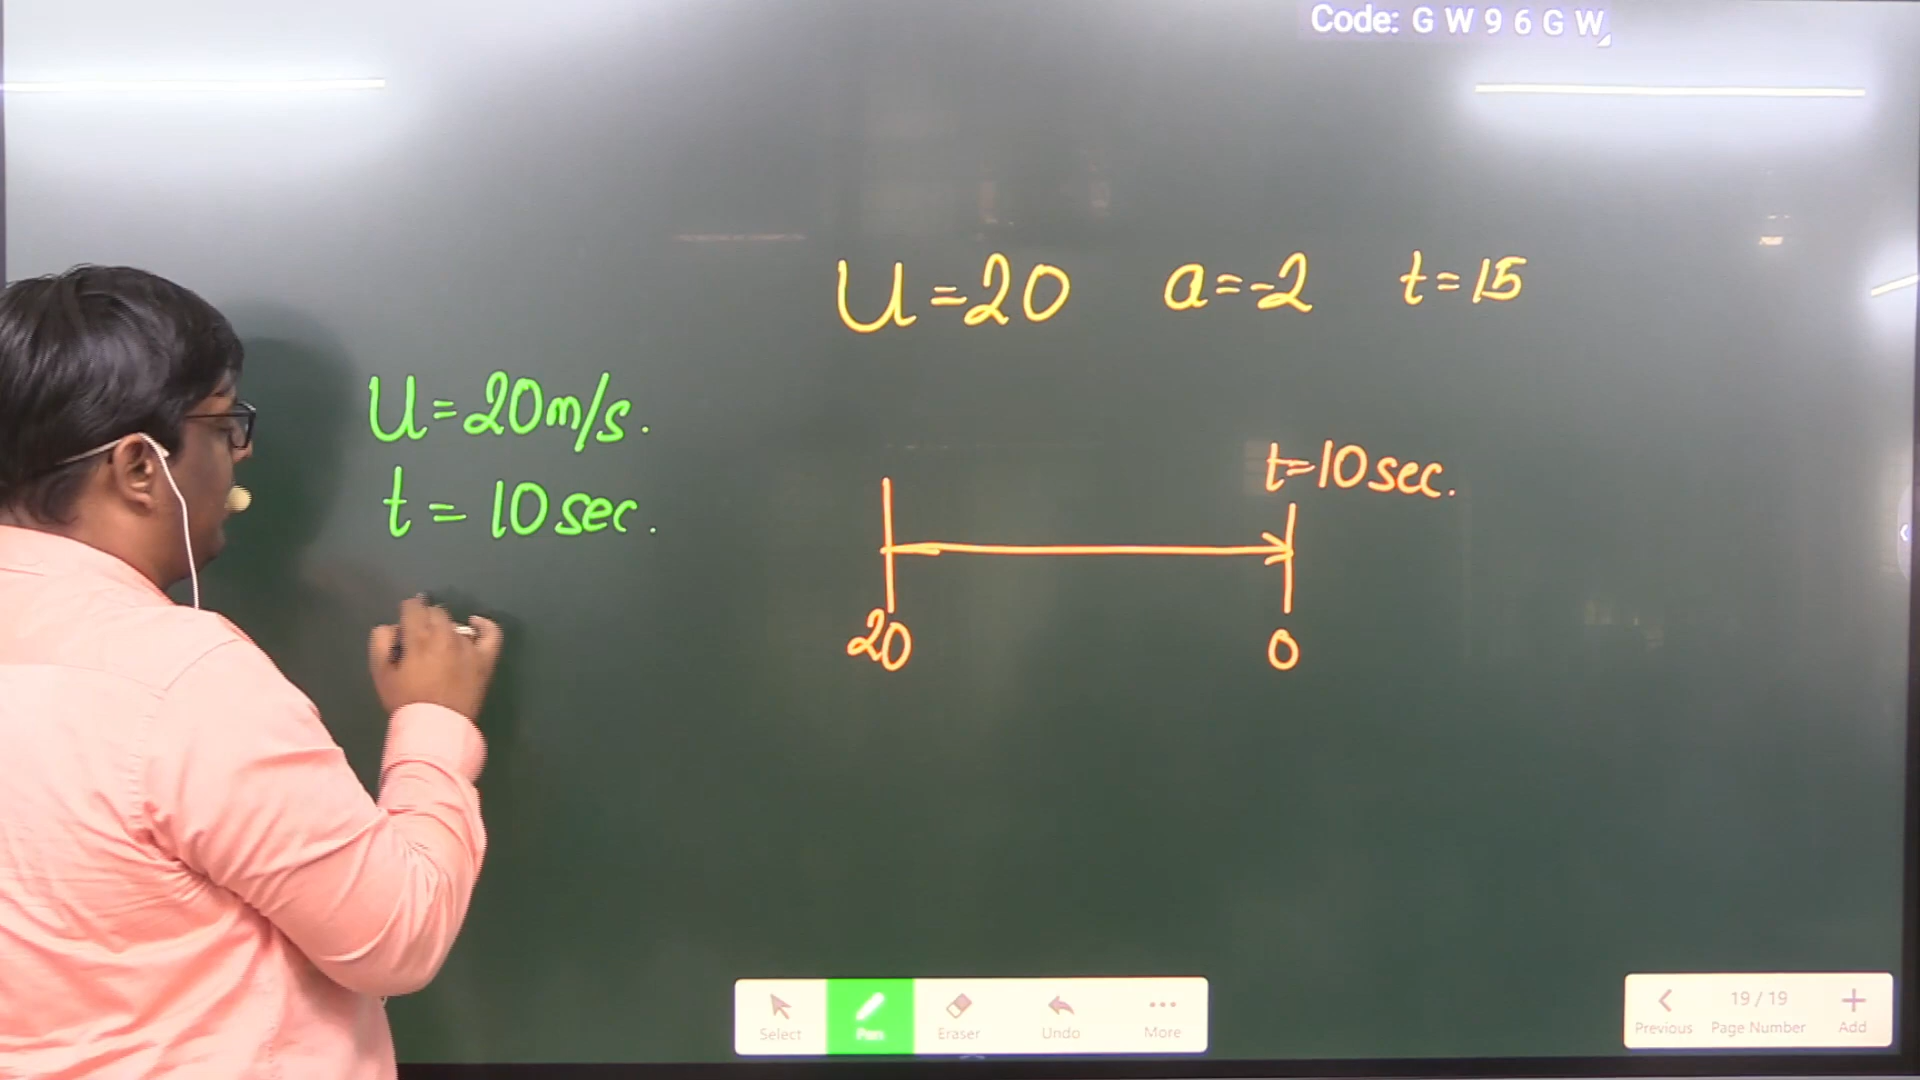 Code: G W 9 6 G W
U=20 a=-2 t=15
U=20m/s.
t=10sec.
t=10sec.
20 0
Select Pen Eraser Undo More
19 / 19
Previous Page Number Add